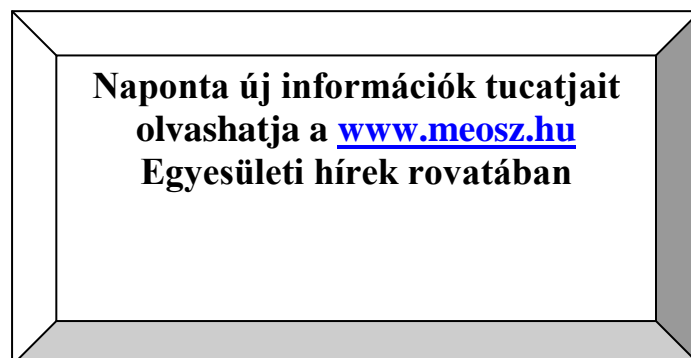 Naponta új információk tucatjait
olvashatja a www.meosz.hu
Egyesületi hírek rovatában